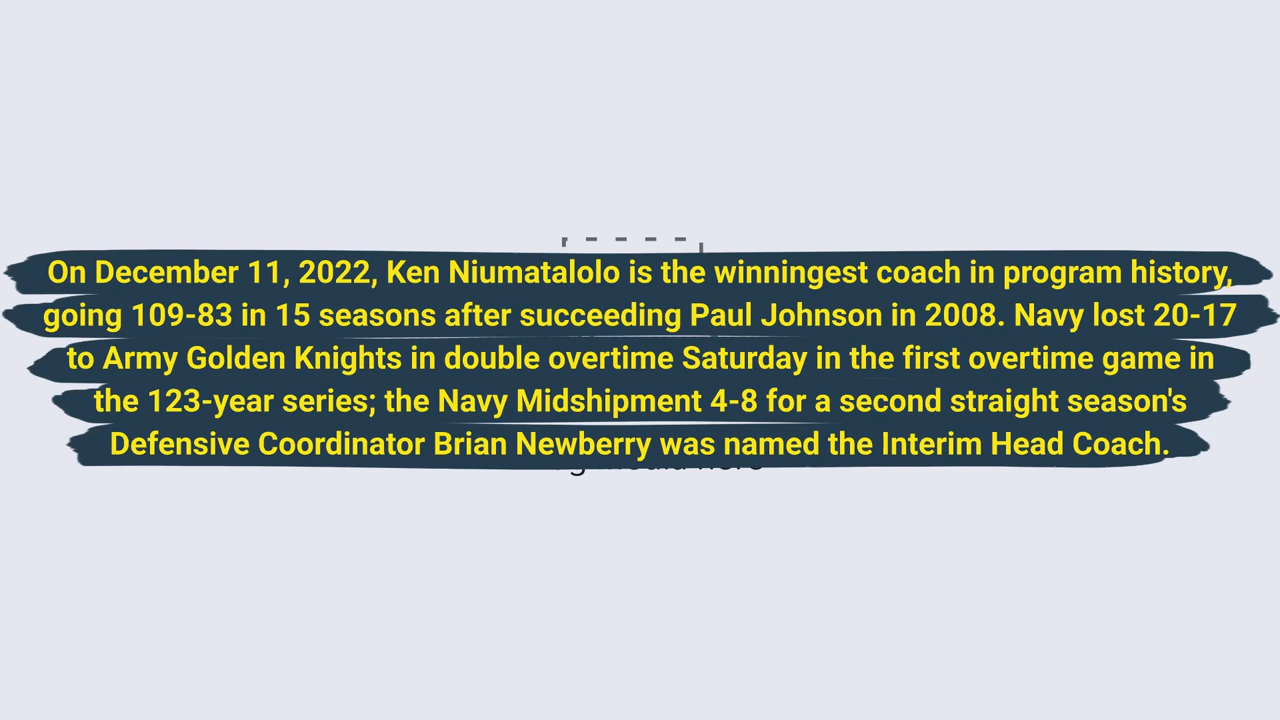 On December 11, 2022, Ken Niumatalolo is the winningest coach in program history,
going 109-83 in 15 seasons after succeeding Paul Johnson in 2008. Navy lost 20-17
to Army Golden Knights in double overtime Saturday in the first overtime game in
the 123-year series; the Navy Midshipment 4-8 for a second straight season's
Defensive Coordinator Brian Newberry was named the Interim Head Coach.